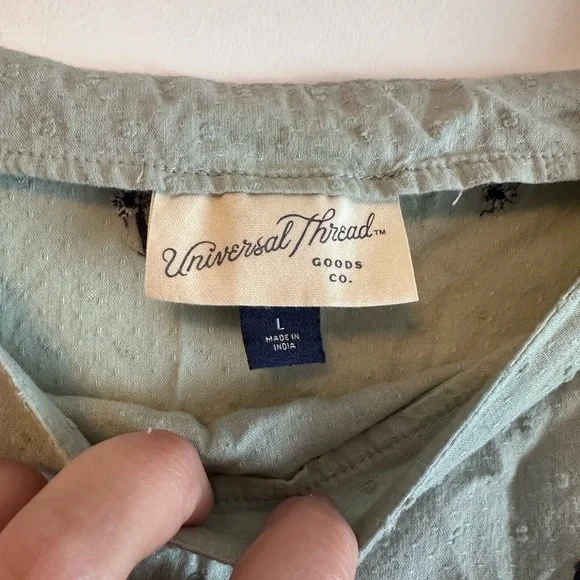 Universal Thread™
GOODS
CO.
L
MADE IN
INDIA